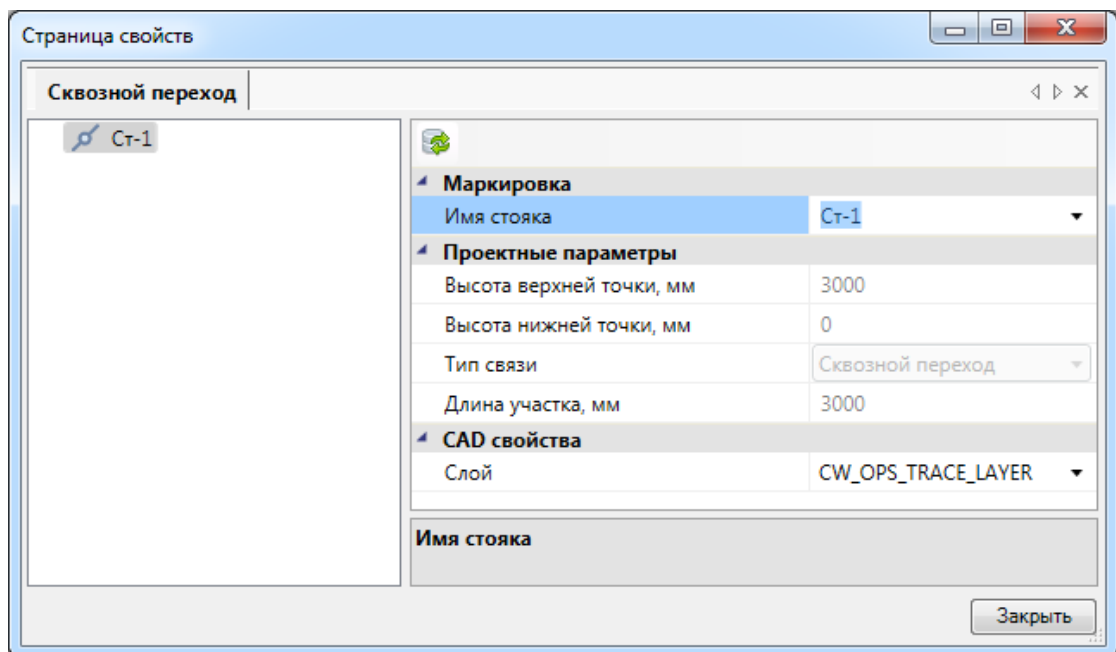 Страница свойств
Сквозной переход
Ст-1
Маркировка
Имя стояка Ст-1
Проектные параметры
Высота верхней точки, мм 3000
Высота нижней точки, мм 0
Тип связи Сквозной переход
Длина участка, мм 3000
CAD свойства
Слой CW_OPS_TRACE_LAYER
Имя стояка
Закрыть